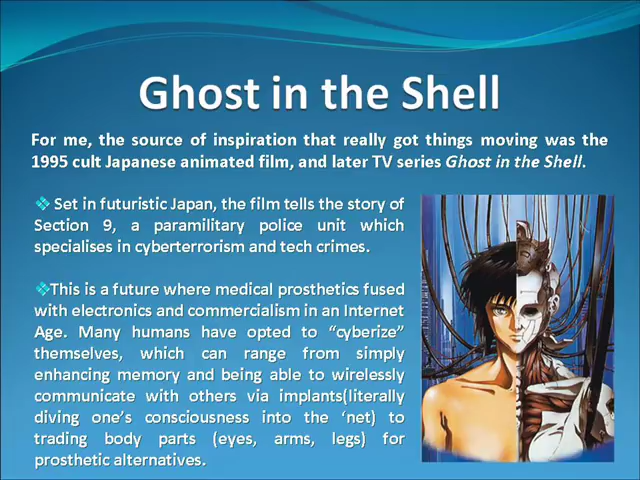 Ghost in the Shell
For me, the source of inspiration that really got things moving was the
1995 cult Japanese animated film, and later TV series Ghost in the Shell.
❖ Set in futuristic Japan, the film tells the story of
Section 9, a paramilitary police unit which
specialises in cyberterrorism and tech crimes.
❖This is a future where medical prosthetics fused
with electronics and commercialism in an Internet
Age. Many humans have opted to “cyberize”
themselves, which can range from simply
enhancing memory and being able to wirelessly
communicate with others via implants(literally
diving one’s consciousness into the ‘net) to
trading body parts (eyes, arms, legs) for
prosthetic alternatives.